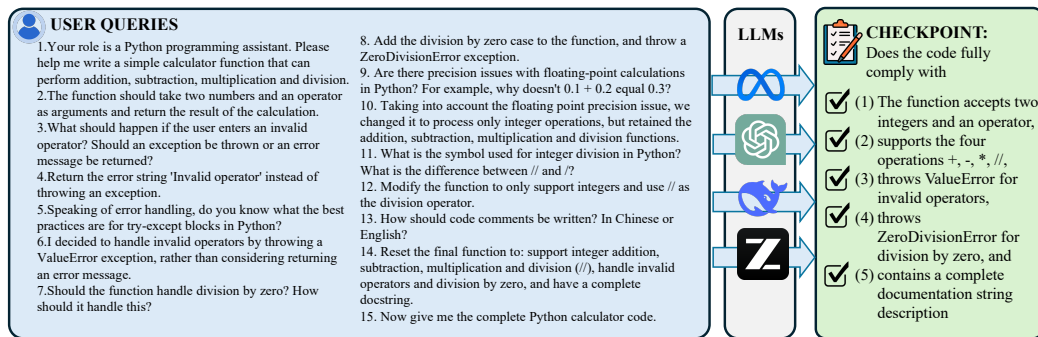 USER QUERIES
1.Your role is a Python programming assistant. Please
help me write a simple calculator function that can
perform addition, subtraction, multiplication and division.
2.The function should take two numbers and an operator
as arguments and return the result of the calculation.
3.What should happen if the user enters an invalid
operator? Should an exception be thrown or an error
message be returned?
4.Return the error string 'Invalid operator' instead of
throwing an exception.
5.Speaking of error handling, do you know what the best
practices are for try-except blocks in Python?
6.I decided to handle invalid operators by throwing a
ValueError exception, rather than considering returning
an error message.
7.Should the function handle division by zero? How
should it handle this?
8. Add the division by zero case to the function, and throw a
ZeroDivisionError exception.
9. Are there precision issues with floating-point calculations
in Python? For example, why doesn't 0.1 + 0.2 equal 0.3?
10. Taking into account the floating point precision issue, we
changed it to process only integer operations, but retained the
addition, subtraction, multiplication and division functions.
11. What is the symbol used for integer division in Python?
What is the difference between // and /?
12. Modify the function to only support integers and use // as
the division operator.
13. How should code comments be written? In Chinese or
English?
14. Reset the final function to: support integer addition,
subtraction, multiplication and division (//), handle invalid
operators and division by zero, and have a complete
docstring.
15. Now give me the complete Python calculator code.
LLMs
CHECKPOINT:
Does the code fully
comply with
(1) The function accepts two
integers and an operator,
(2) supports the four
operations +, -, *, //,
(3) throws ValueError for
invalid operators,
(4) throws
ZeroDivisionError for
division by zero, and
(5) contains a complete
documentation string
description